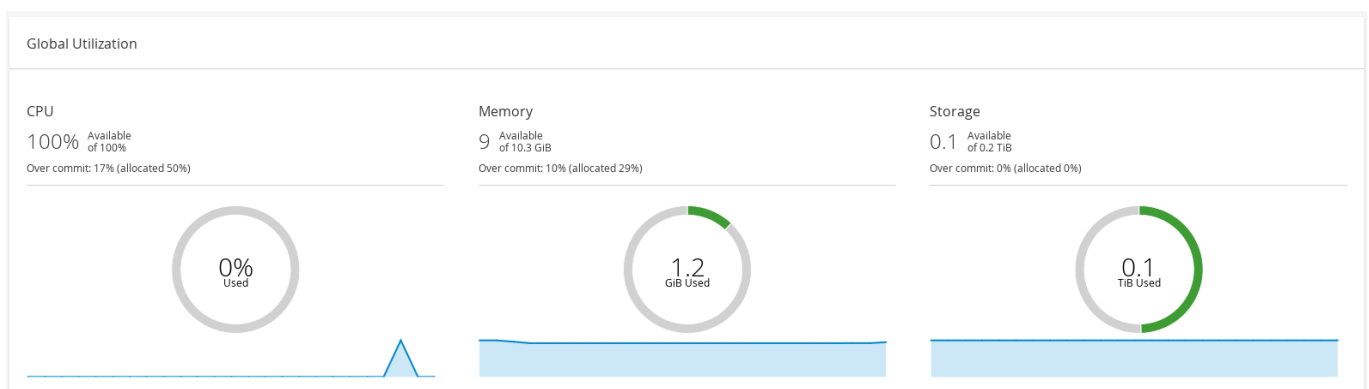 Global Utilization
CPU
100% Available
of 100%
Over commit: 17% (allocated 50%)
0%
Used
Memory
9 Available
of 10.3 GiB
Over commit: 10% (allocated 29%)
1.2
GiB Used
Storage
0.1 Available
of 0.2 TiB
Over commit: 0% (allocated 0%)
0.1
TiB Used